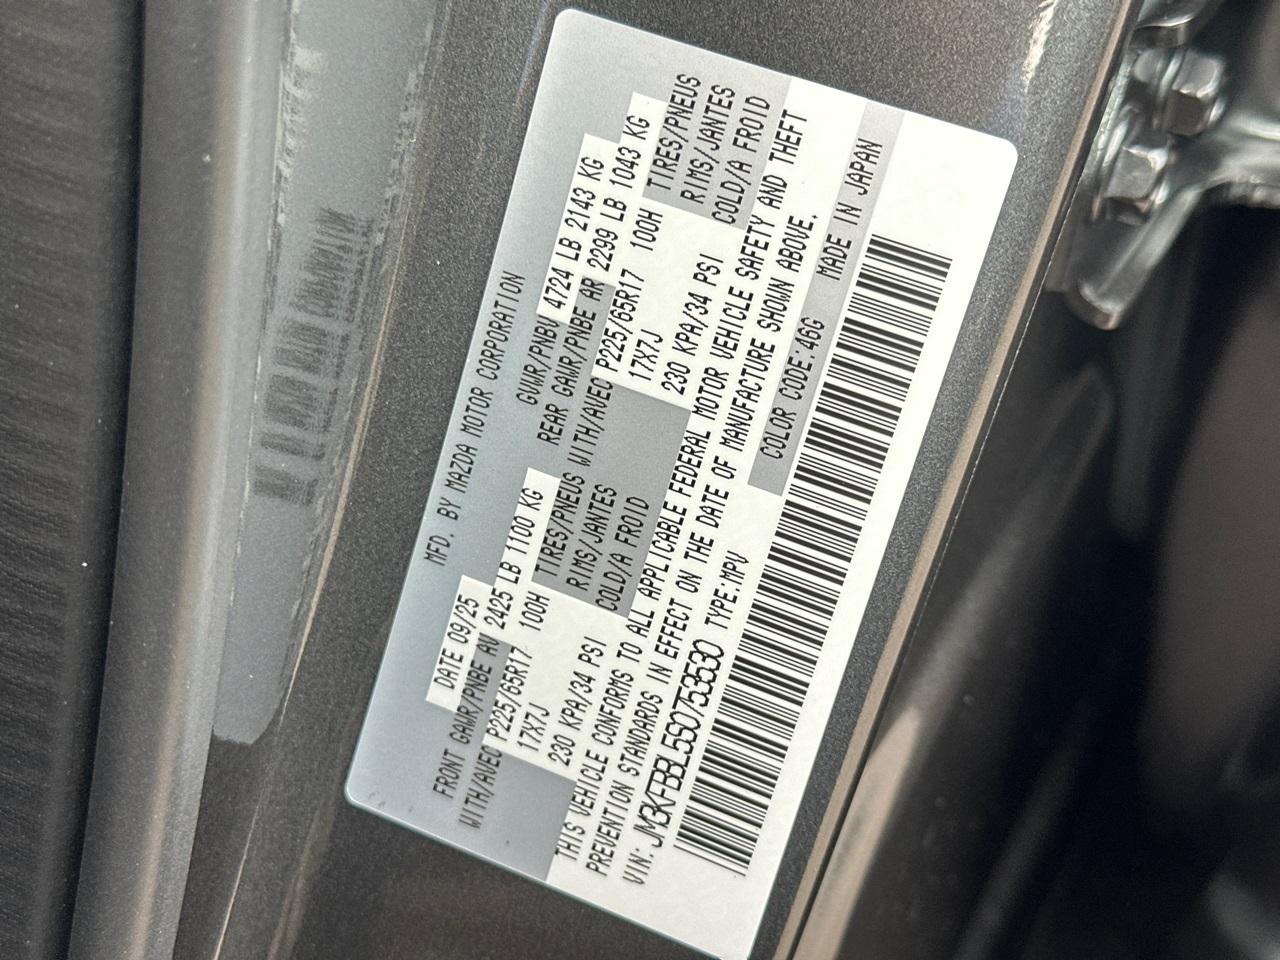 MFD. BY MAZDA MOTOR CORPORATION
DATE 09/25 GVWR/PNBV 4724 LB 2143 KG
FRONT GAWR/PNBE AV 2425 LB 1100 KG REAR GAWR/PNBE AR 2299 LB 1043 KG
WITH/AVEC P225/65R17 100H TIRES/PNEUS WITH/AVEC P225/65R17 100H TIRES/PNEUS
17X7J RIMS/JANTES 17X7J RIMS/JANTES
230 KPA/34 PSI COLD/A FROID 230 KPA/34 PSI COLD/A FROID
THIS VEHICLE CONFORMS TO ALL APPLICABLE FEDERAL MOTOR VEHICLE SAFETY AND THEFT
PREVENTION STANDARDS IN EFFECT ON THE DATE OF MANUFACTURE SHOWN ABOVE.
VIN: JM3KFBBL5S0753530 TYPE:MPV COLOR CODE:46G MADE IN JAPAN